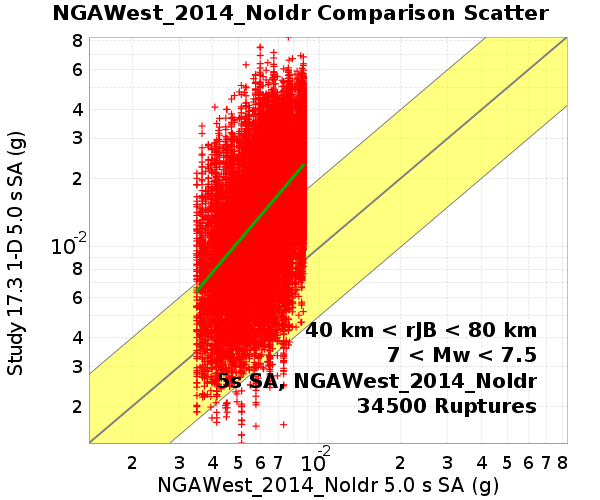 NGAWest_2014_NoIdr Comparison Scatter
8
6
4
3
2
10-2
8
6
4
3
2
Study 17.3 1-D 5.0 s SA (g)
40 km < rJB < 80 km
7 < Mw < 7.5
5s SA, NGAWest_2014_NoIdr
34500 Ruptures
2 3 4 5 6 7 10-2 2 3 4 5 6 7 8
NGAWest_2014_NoIdr 5.0 s SA (g)